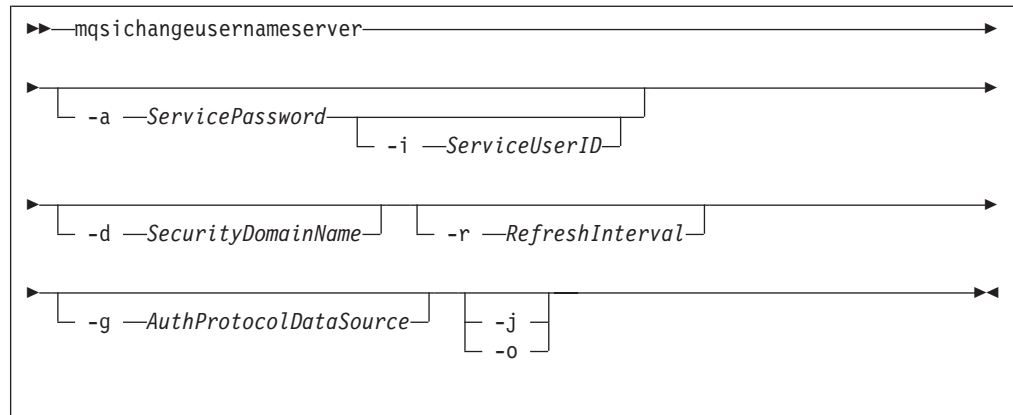 mqsichangeusernameserver
-a ServicePassword
-i ServiceUserID
-d SecurityDomainName -r RefreshInterval
-g AuthProtocolDataSource -j
-o